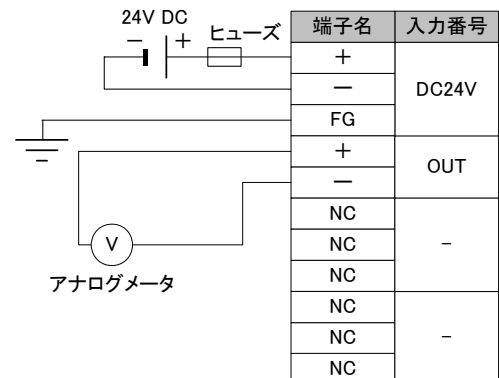 24V DC
− + ヒューズ
端子名 入力番号
+
− DC24V
FG
+
− OUT
NC
NC −
NC
NC
NC −
NC
V
アナログメータ